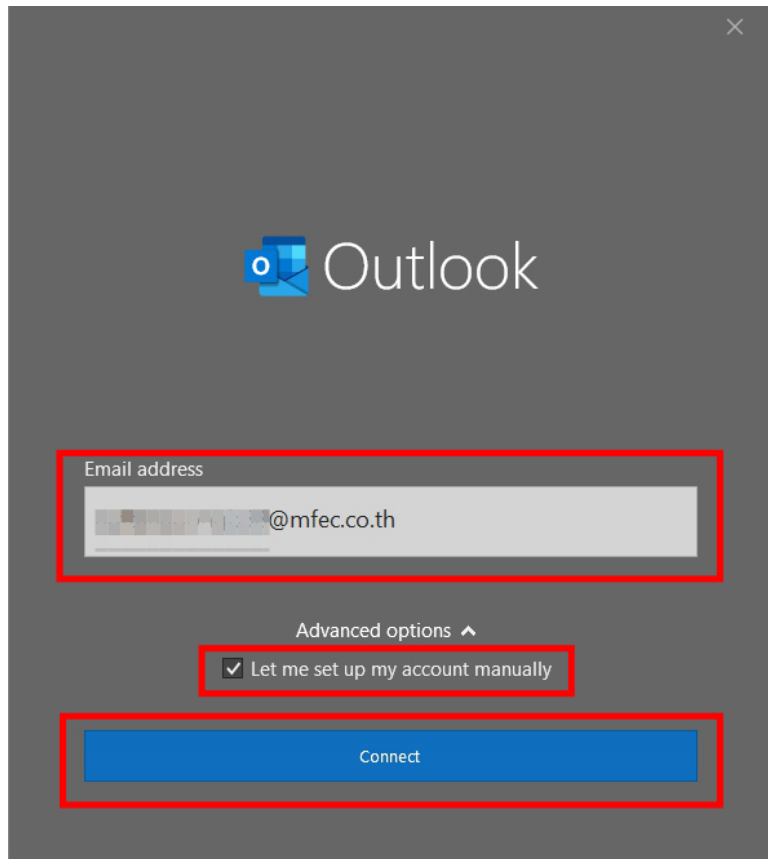 Outlook
Email address
@mfec.co.th
Advanced options
Let me set up my account manually
Connect